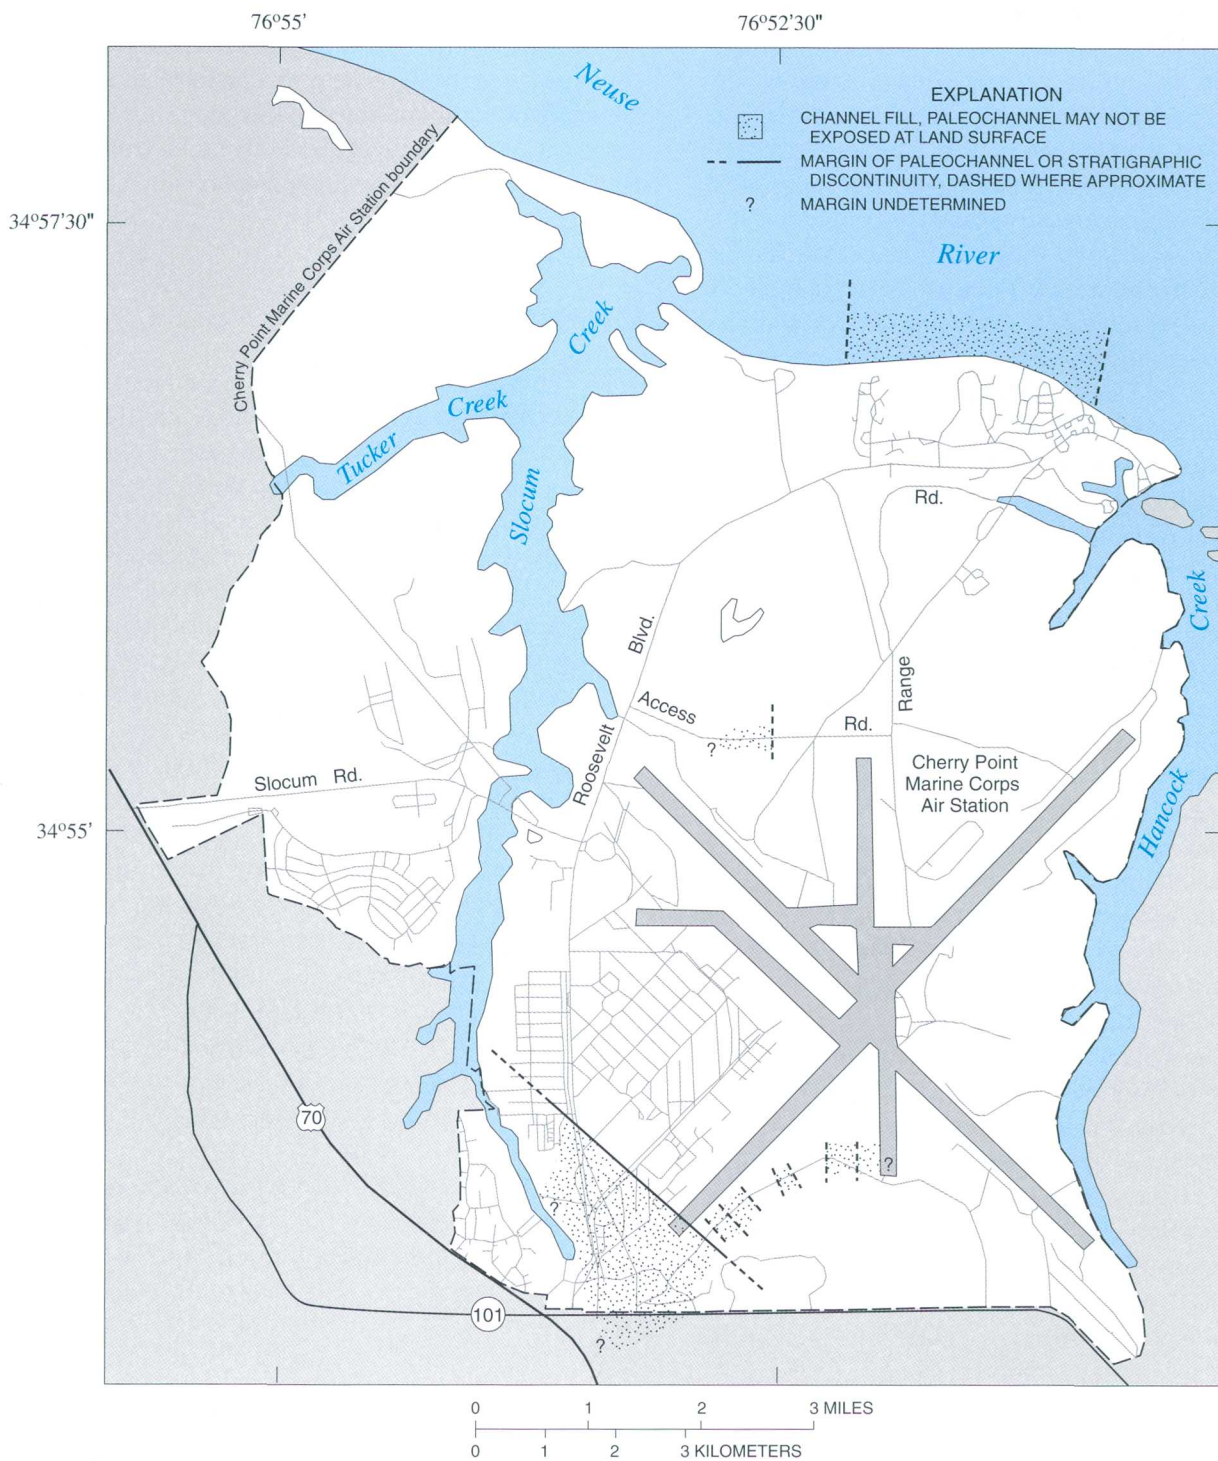 76°55'
76°52'30"
Neuse
EXPLANATION
CHANNEL FILL, PALEOCHANNEL MAY NOT BE
EXPOSED AT LAND SURFACE
MARGIN OF PALEOCHANNEL OR STRATIGRAPHIC
DISCONTINUITY, DASHED WHERE APPROXIMATE
?
MARGIN UNDETERMINED
34°57'30"
River
Cherry Point Marine Corps Air Station boundary
Creek
Creek
Tucker
Slocum
Rd.
Creek
Blvd.
Range
Access
Rd.
?
Roosevelt
Cherry Point
Marine Corps
Air Station
Slocum Rd.
Hancock
34°55'
70
?
?
101
?
0 1 2 3 MILES
0 1 2 3 KILOMETERS